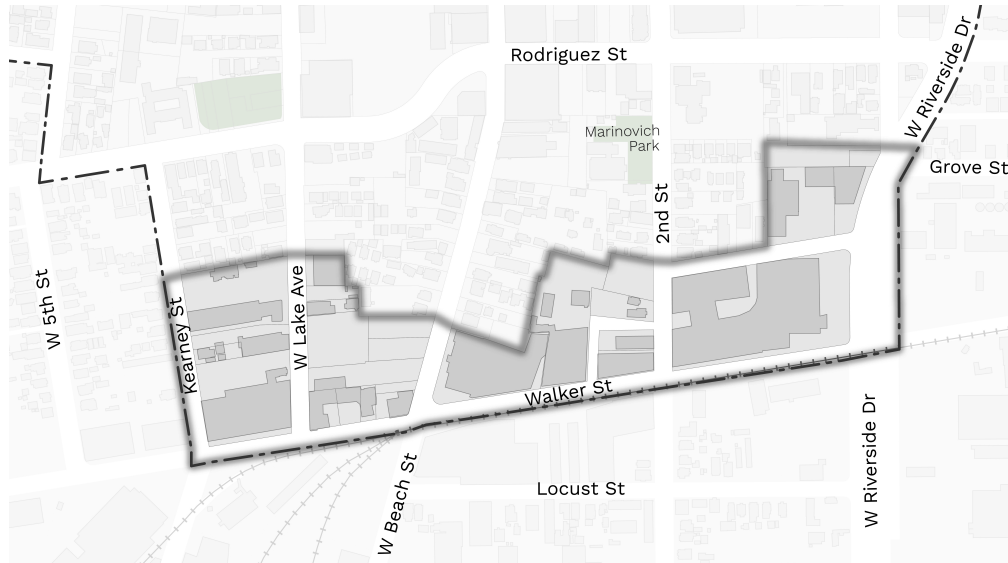 Rodriguez St
W Riverside Dr
Marinovich
Park
Grove St
2nd St
W 5th St
Kearney St
W Lake Ave
Walker St
W Beach St
Locust St
W Riverside Dr